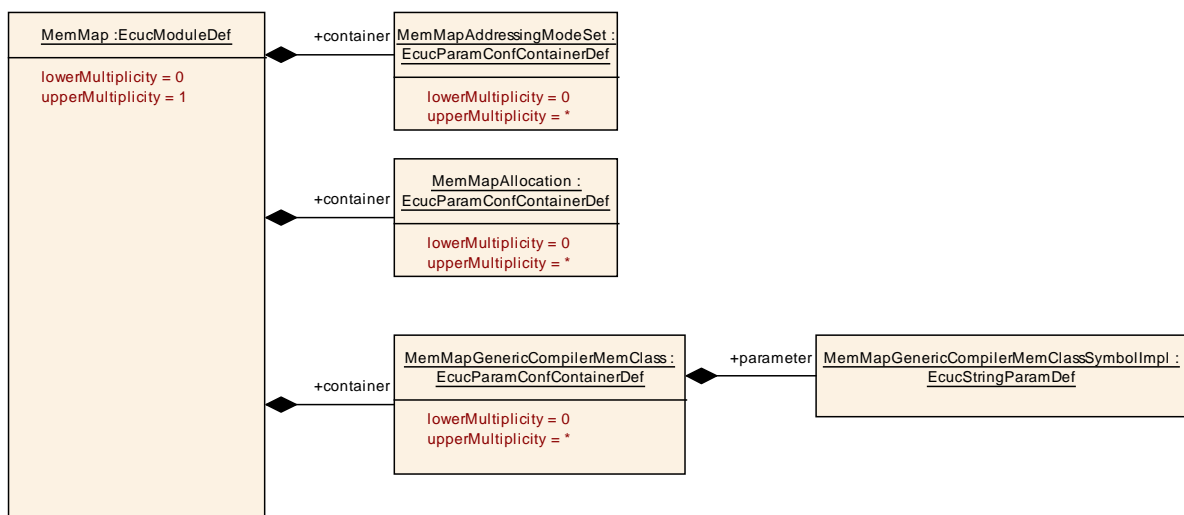 MemMap :EcucModuleDef
lowerMultiplicity = 0
upperMultiplicity = 1
+container
MemMapAddressingModeSet :
EcucParamConfContainerDef
lowerMultiplicity = 0
upperMultiplicity = *
+container
MemMapAllocation :
EcucParamConfContainerDef
lowerMultiplicity = 0
upperMultiplicity = *
+container
MemMapGenericCompilerMemClass :
EcucParamConfContainerDef
lowerMultiplicity = 0
upperMultiplicity = *
+parameter
MemMapGenericCompilerMemClassSymbolImpl :
EcucStringParamDef